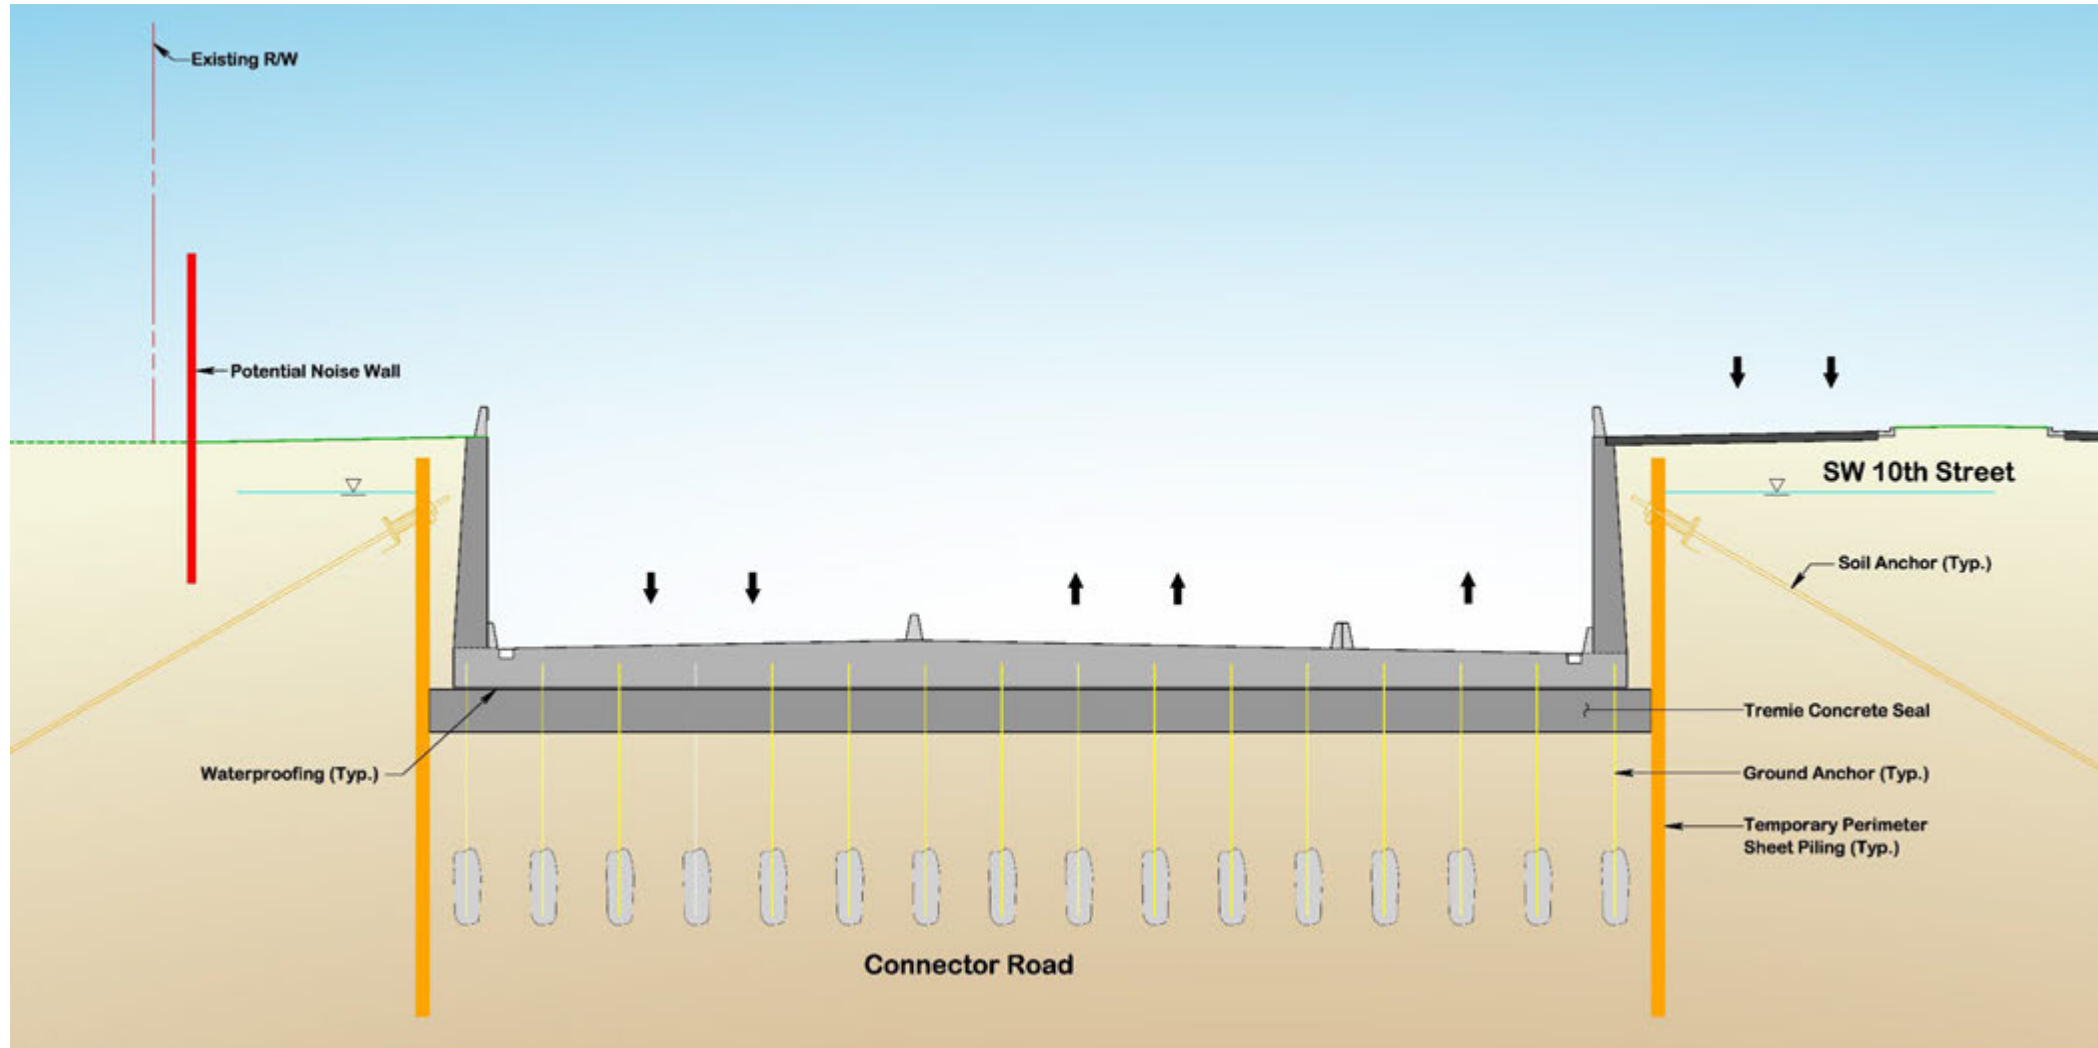 Existing R/W
Potential Noise Wall
SW 10th Street
Soil Anchor (Typ.)
Tremie Concrete Seal
Waterproofing (Typ.)
Ground Anchor (Typ.)
Temporary Perimeter
Sheet Piling (Typ.)
Connector Road